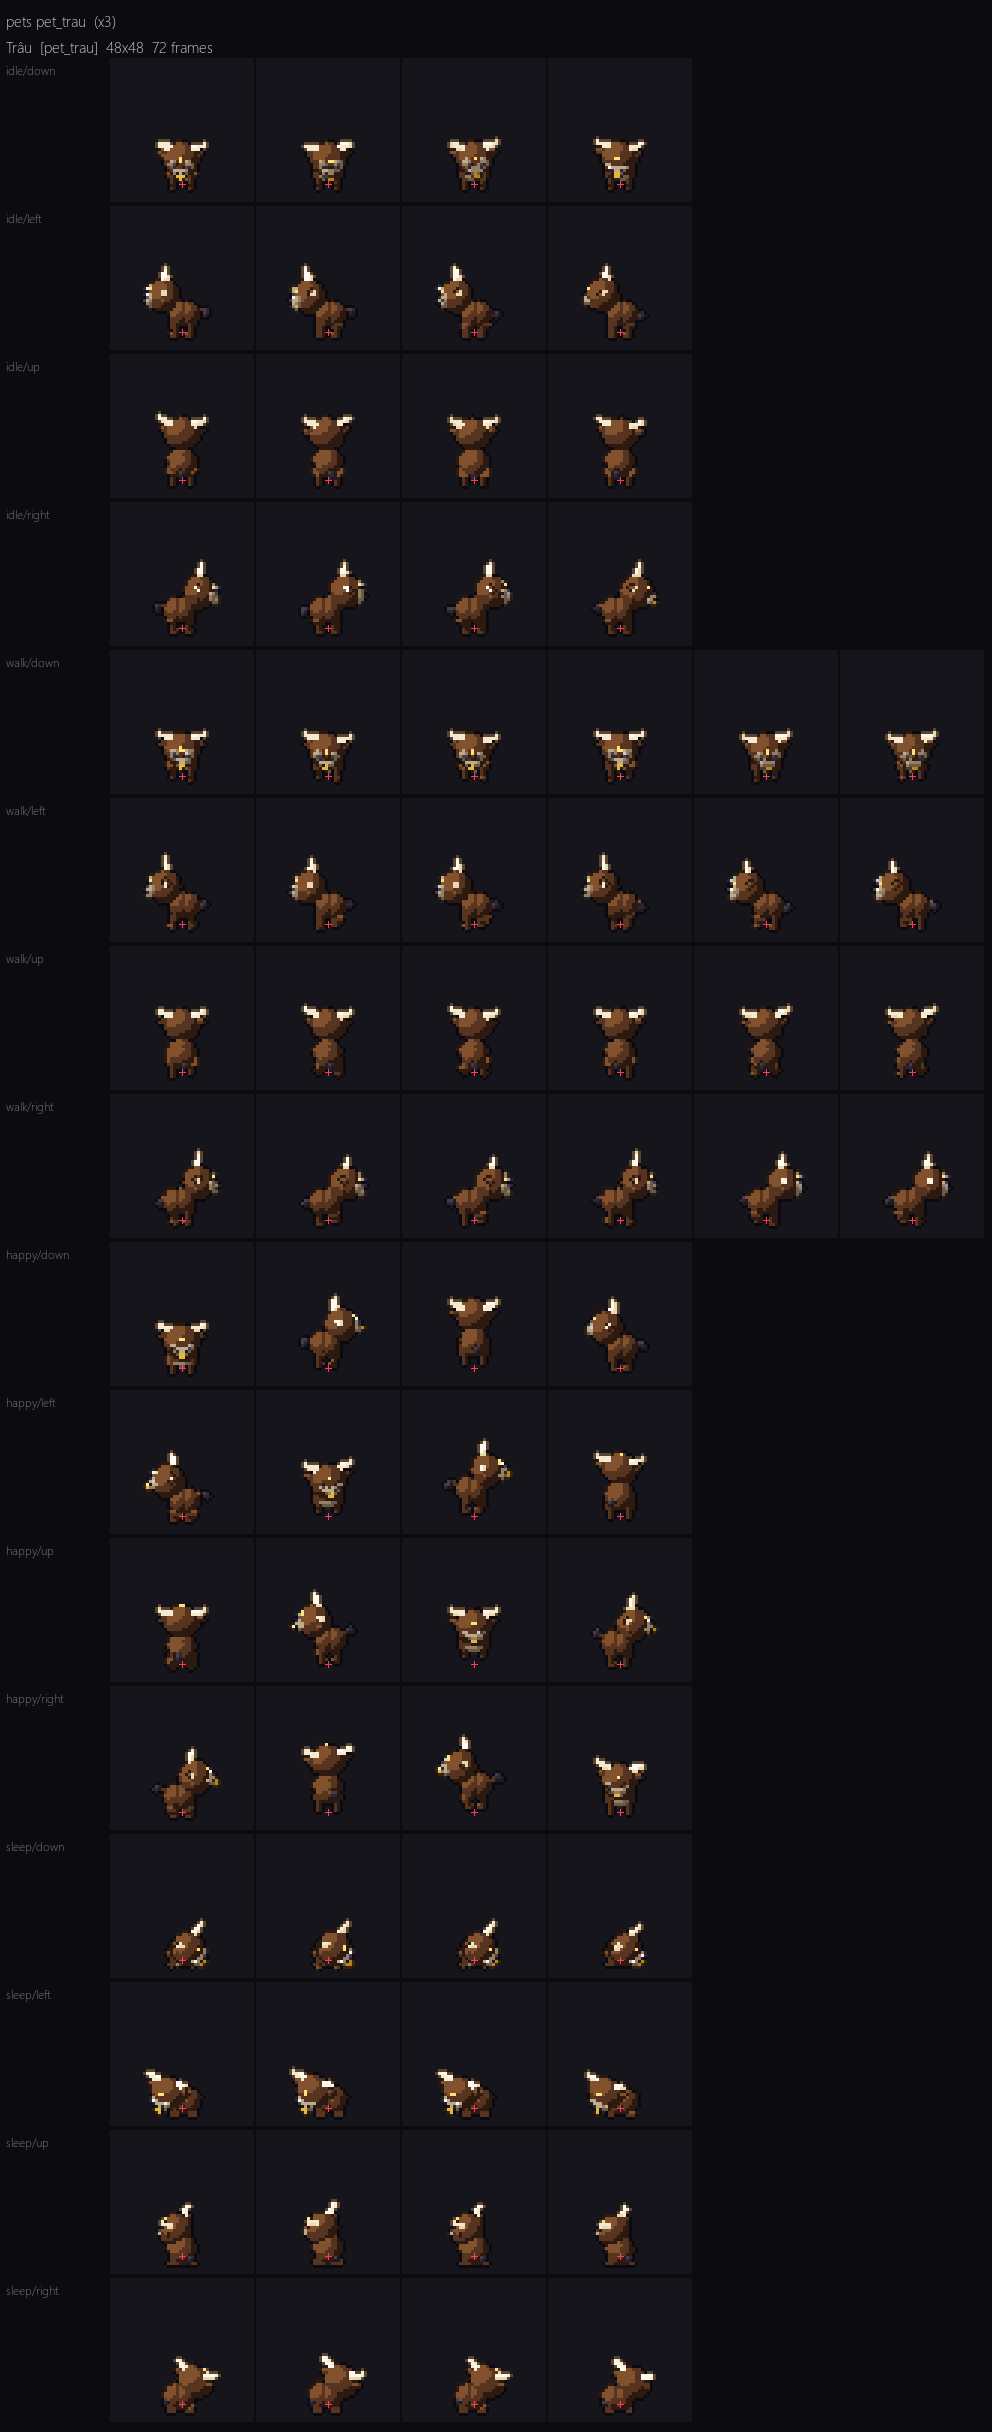 pets pet_trau (x3)
Trâu [pet_trau] 48x48 72 frames
idle/down
idle/left
idle/up
idle/right
walk/down
walk/left
walk/up
walk/right
happy/down
happy/left
happy/up
happy/right
sleep/down
sleep/left
sleep/up
sleep/right